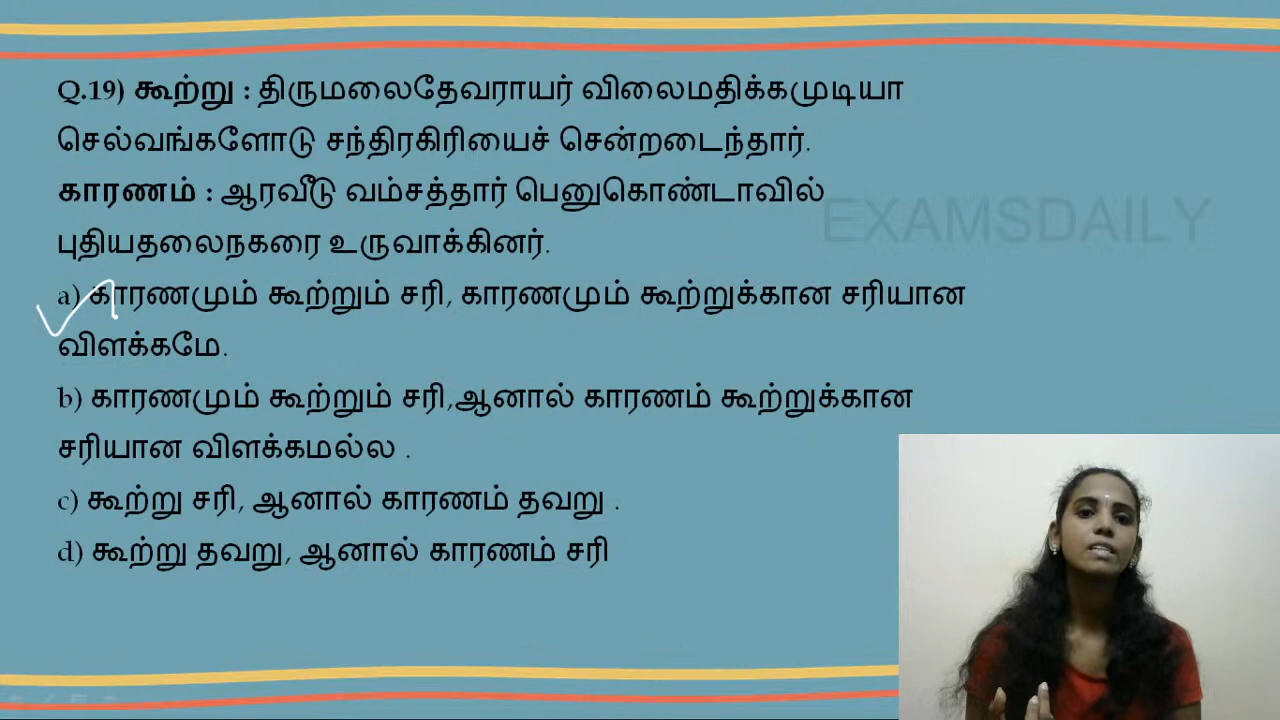 Q.19) கூற்று : திருமலைதேவராயர் விலைமதிக்கமுடியா
செல்வங்களோடு சந்திரகிரியைச் சென்றடைந்தார்.
காரணம் : ஆரவீடு வம்சத்தார் பெனுகொண்டாவில்
புதியதலைநகரை உருவாக்கினர்.
EXAMSDAILY
a) காரணமும் கூற்றும் சரி, காரணமும் கூற்றுக்கான சரியான
விளக்கமே.
b) காரணமும் கூற்றும் சரி,ஆனால் காரணம் கூற்றுக்கான
சரியான விளக்கமல்ல .
c) கூற்று சரி, ஆனால் காரணம் தவறு .
d) கூற்று தவறு, ஆனால் காரணம் சரி